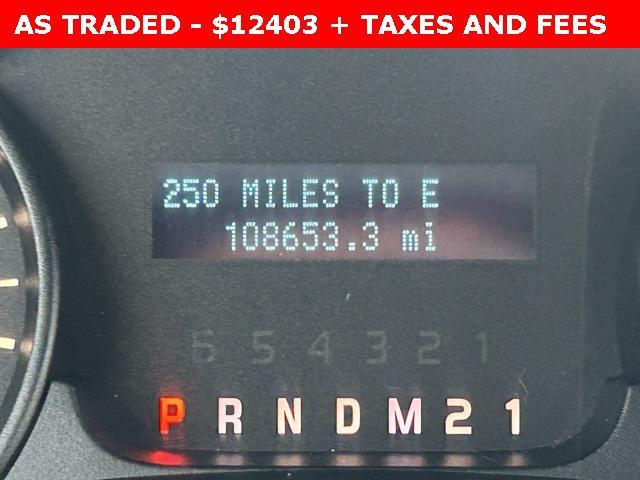 AS TRADED - $12403 + TAXES AND FEES
250 MILES TO E
108653.3 mi
6 5 4 3 2 1
P R N D M 2 1